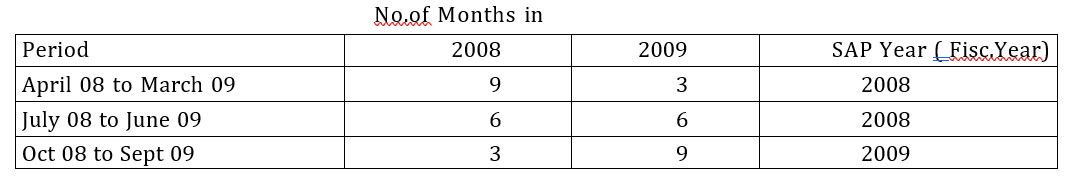 No.of Months in
Period 2008 2009 SAP Year ( Fisc.Year)
April 08 to March 09 9 3 2008
July 08 to June 09 6 6 2008
Oct 08 to Sept 09 3 9 2009